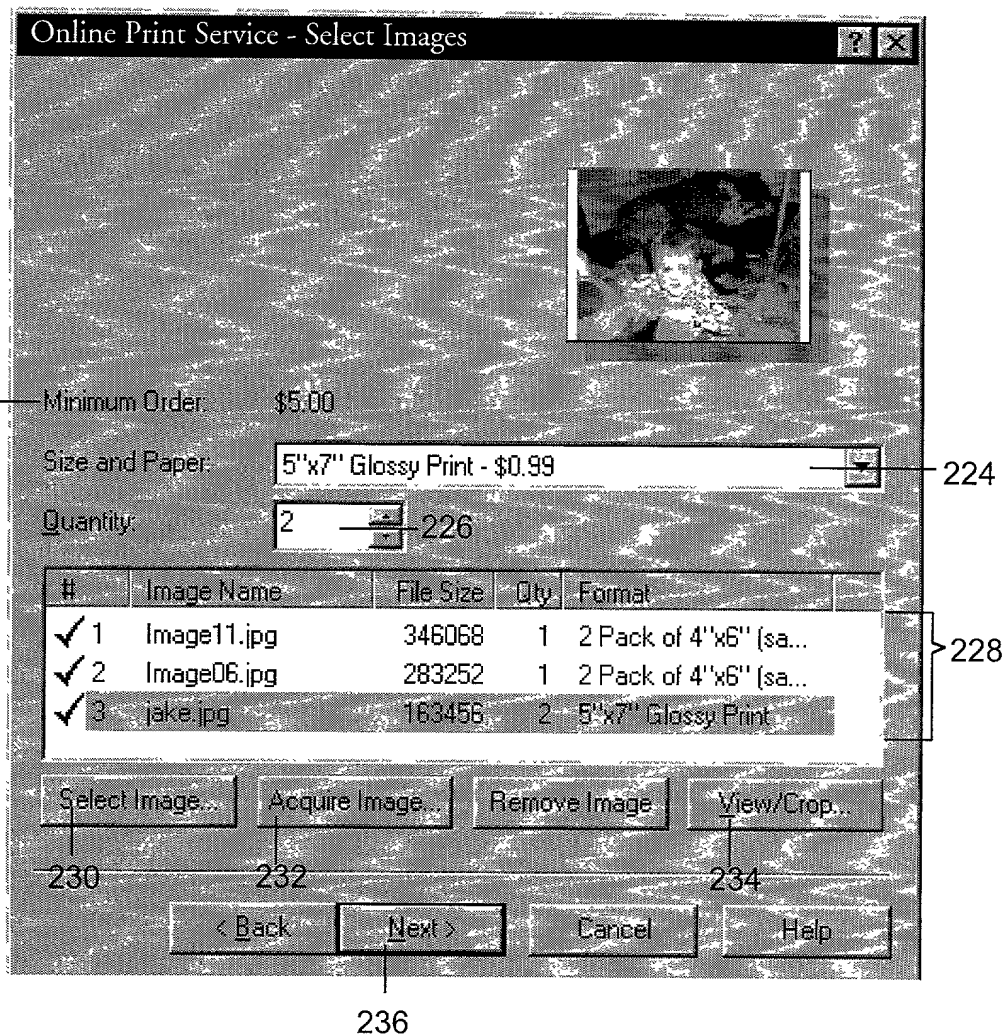 Online Print Service - Select Images ? X
Minimum Order: $5.00
Size and Paper: 5"x7" Glossy Print - $0.99 224
Quantity: 2 226
# Image Name File Size Qty Format
1 Image11.jpg 346068 1 2 Pack of 4"x6" (sa...
2 Image06.jpg 283252 1 2 Pack of 4"x6" (sa...
228
3 jake.jpg 163456 2 5"x7" Glossy Print
Select Image... Acquire Image... Remove Image View/Crop...
230 232 234
< Back Next > Cancel Help
236